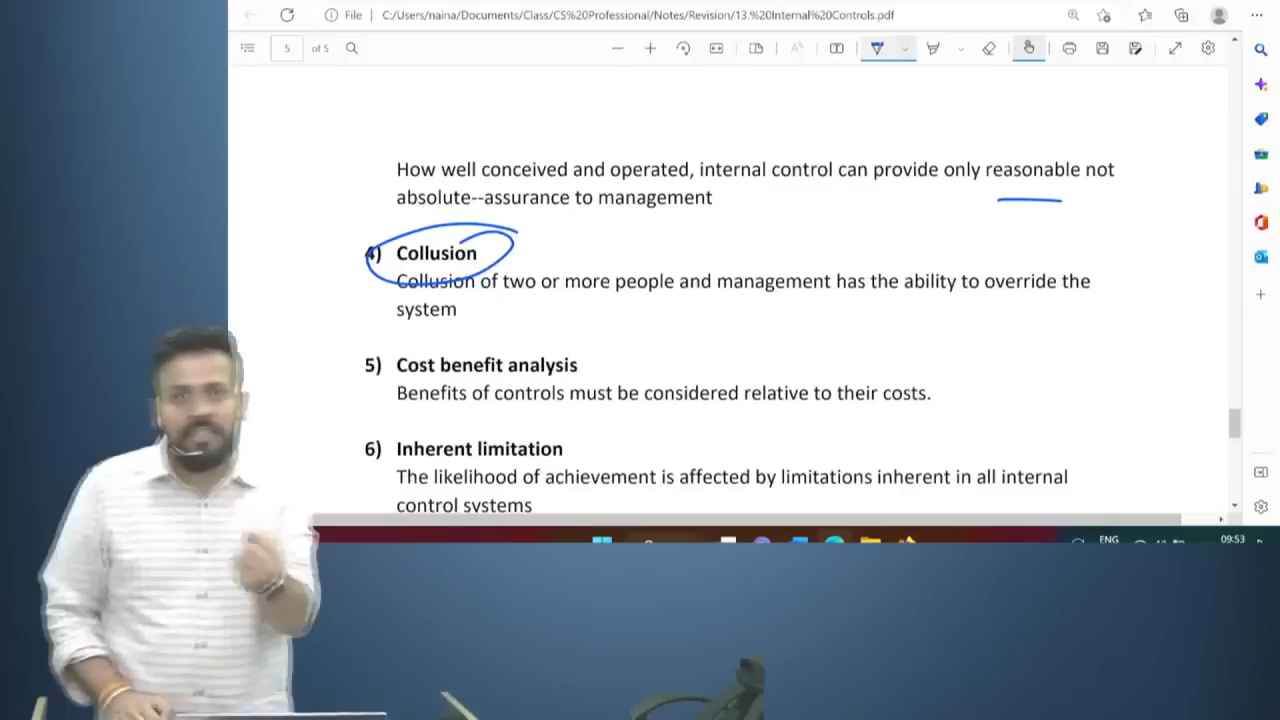 File
C:/Users/naina/Documents/Class/CS%20Professional/Notes/Revision/13.%20Internal%20Controls.pdf
5 of 5
How well conceived and operated, internal control can provide only reasonable not
absolute--assurance to management
4) Collusion
Collusion of two or more people and management has the ability to override the
system
5) Cost benefit analysis
Benefits of controls must be considered relative to their costs.
6) Inherent limitation
The likelihood of achievement is affected by limitations inherent in all internal
control systems
ENG
09:53